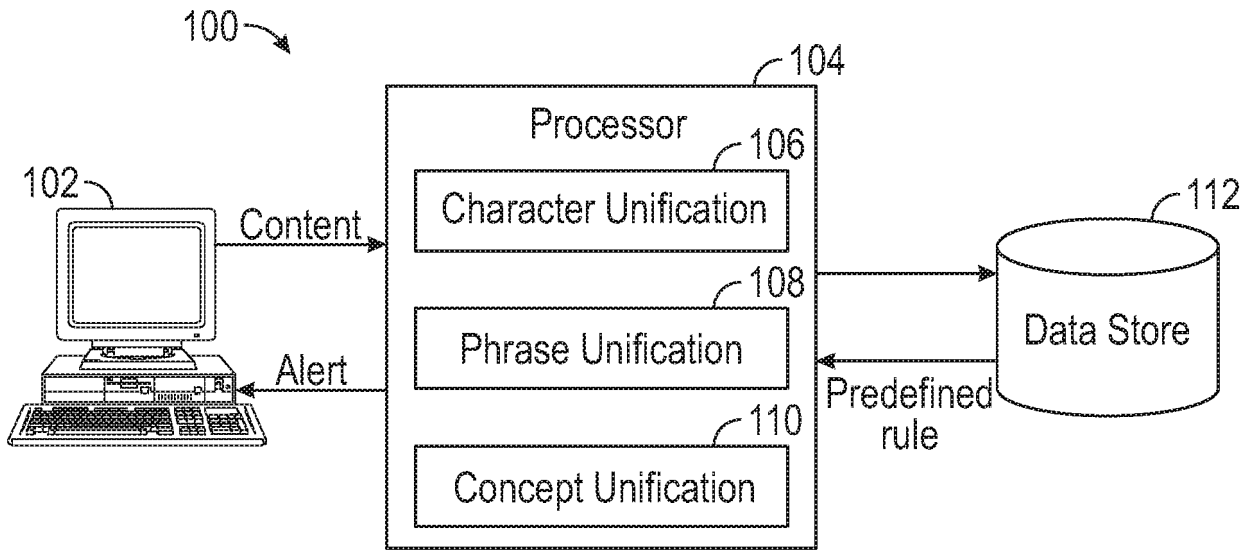 100
104
Processor
106
102
Character Unification
112
Content
108
Data Store
Phrase Unification
Alert
Predefined
rule
110
Concept Unification